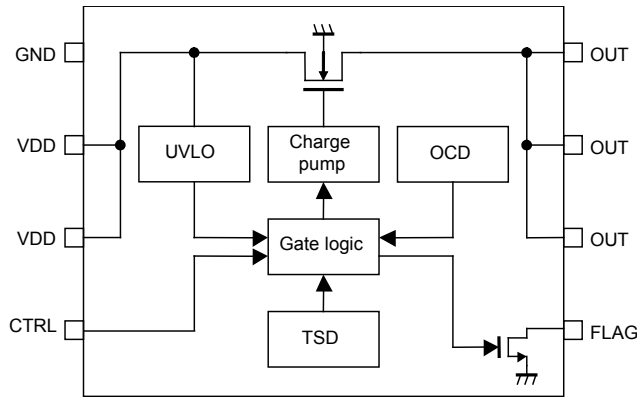 GND
OUT
VDD
UVLO
Charge
pump
OCD
OUT
VDD
Gate logic
OUT
CTRL
TSD
FLAG